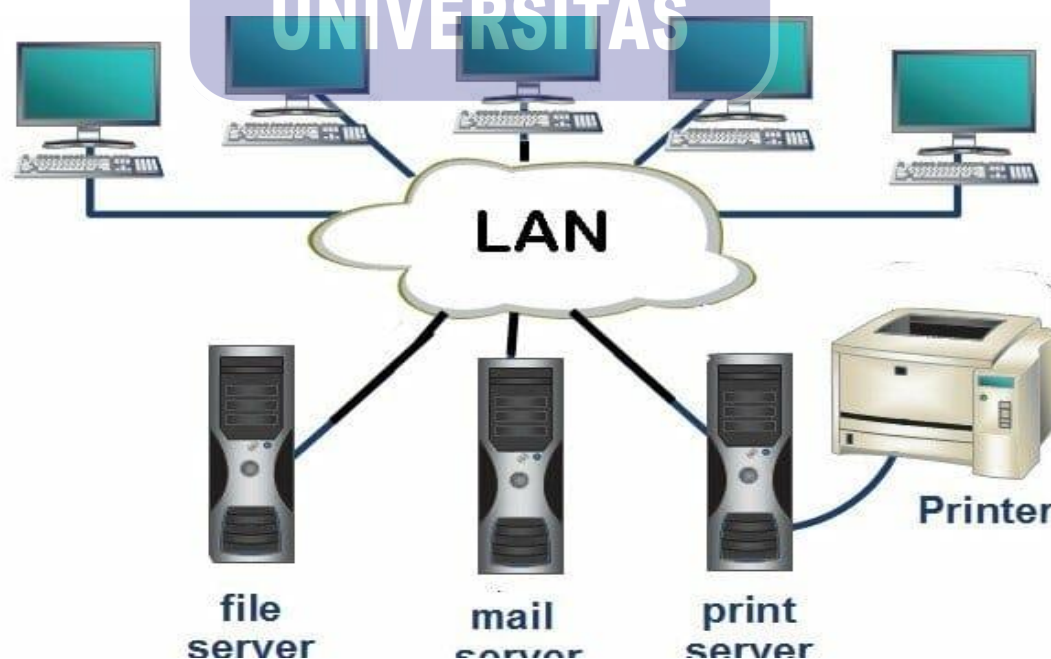 UNIVERSITAS
LAN
Printer
file
server
mail
server
print
server